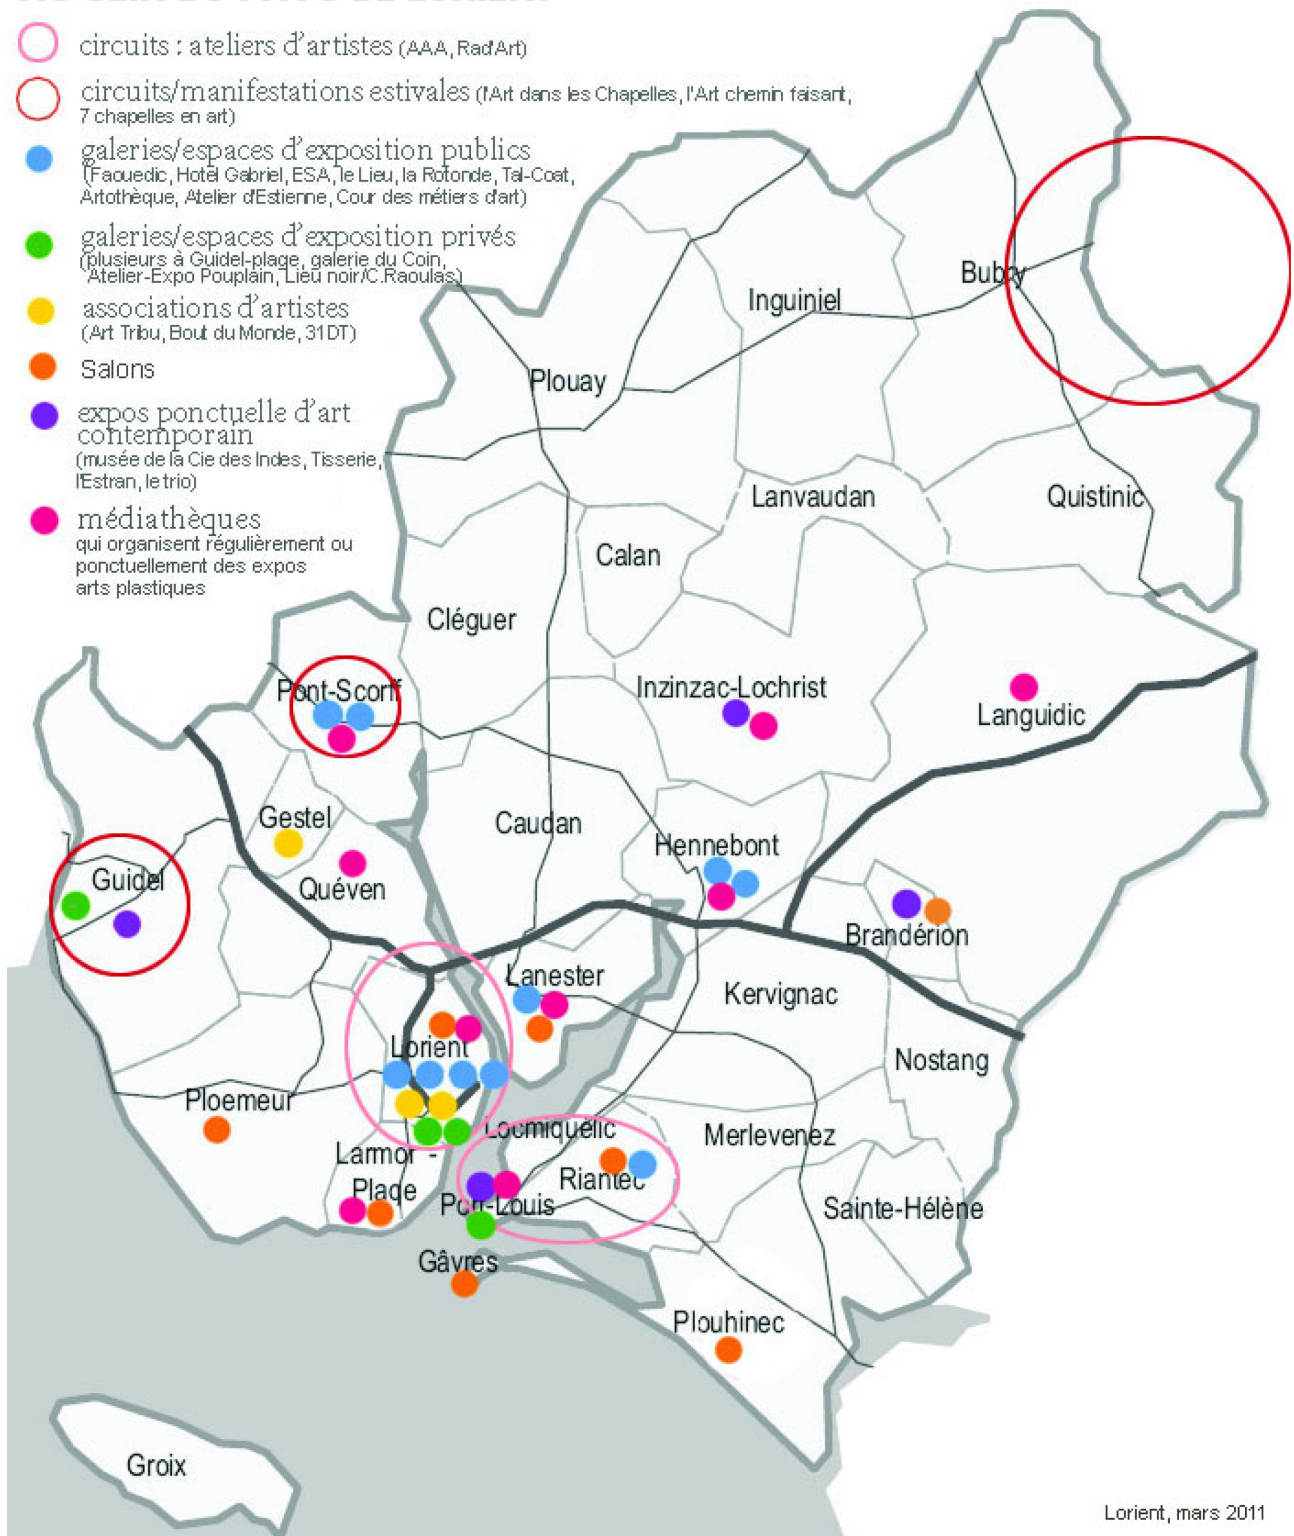 circuits : ateliers d'artistes (AAA, Rad'Art)
circuits/manifestations estivales (l'Art dans les Chapelles, l'Art chemin faisant,
7 chapelles en art)
galeries/espaces d'exposition publics
(Faouedic, Hotêl Gabriel, ESA, le Lieu, la Rotonde, Tal-Coat,
Artothèque, Atelier d'Estienne, Cour des métiers d'art)
galeries/espaces d'exposition privés
(plusieurs à Guidel-plage, galerie du Coin,
Atelier-Expo Pouplain, Lieu noir/C.Raoulas)
associations d'artistes
(Art Tribu, Bout du Monde, 31DT)
Salons
expos ponctuelle d'art
contemporain
(musée de la Cie des Indes, Tisserie,
l'Estran, le trio)
médiathèques
qui organisent régulièrement ou
ponctuellement des expos
arts plastiques
Bubry
Inguiniel
Plouay
Lanvaudan
Quistinic
Calan
Cléguer
Pont-Scorff
Inzinzac-Lochrist
Languidic
Gestel
Caudan
Hennebont
Guidel
Quéven
Brandérion
Lanester
Kervignac
Lorient
Nostang
Ploemeur
Locmiquélic
Merlevenez
Larmor -
Plage
Riantec
Port-Louis
Sainte-Hélène
Gâvres
Plouhinec
Groix
Lorient, mars 2011